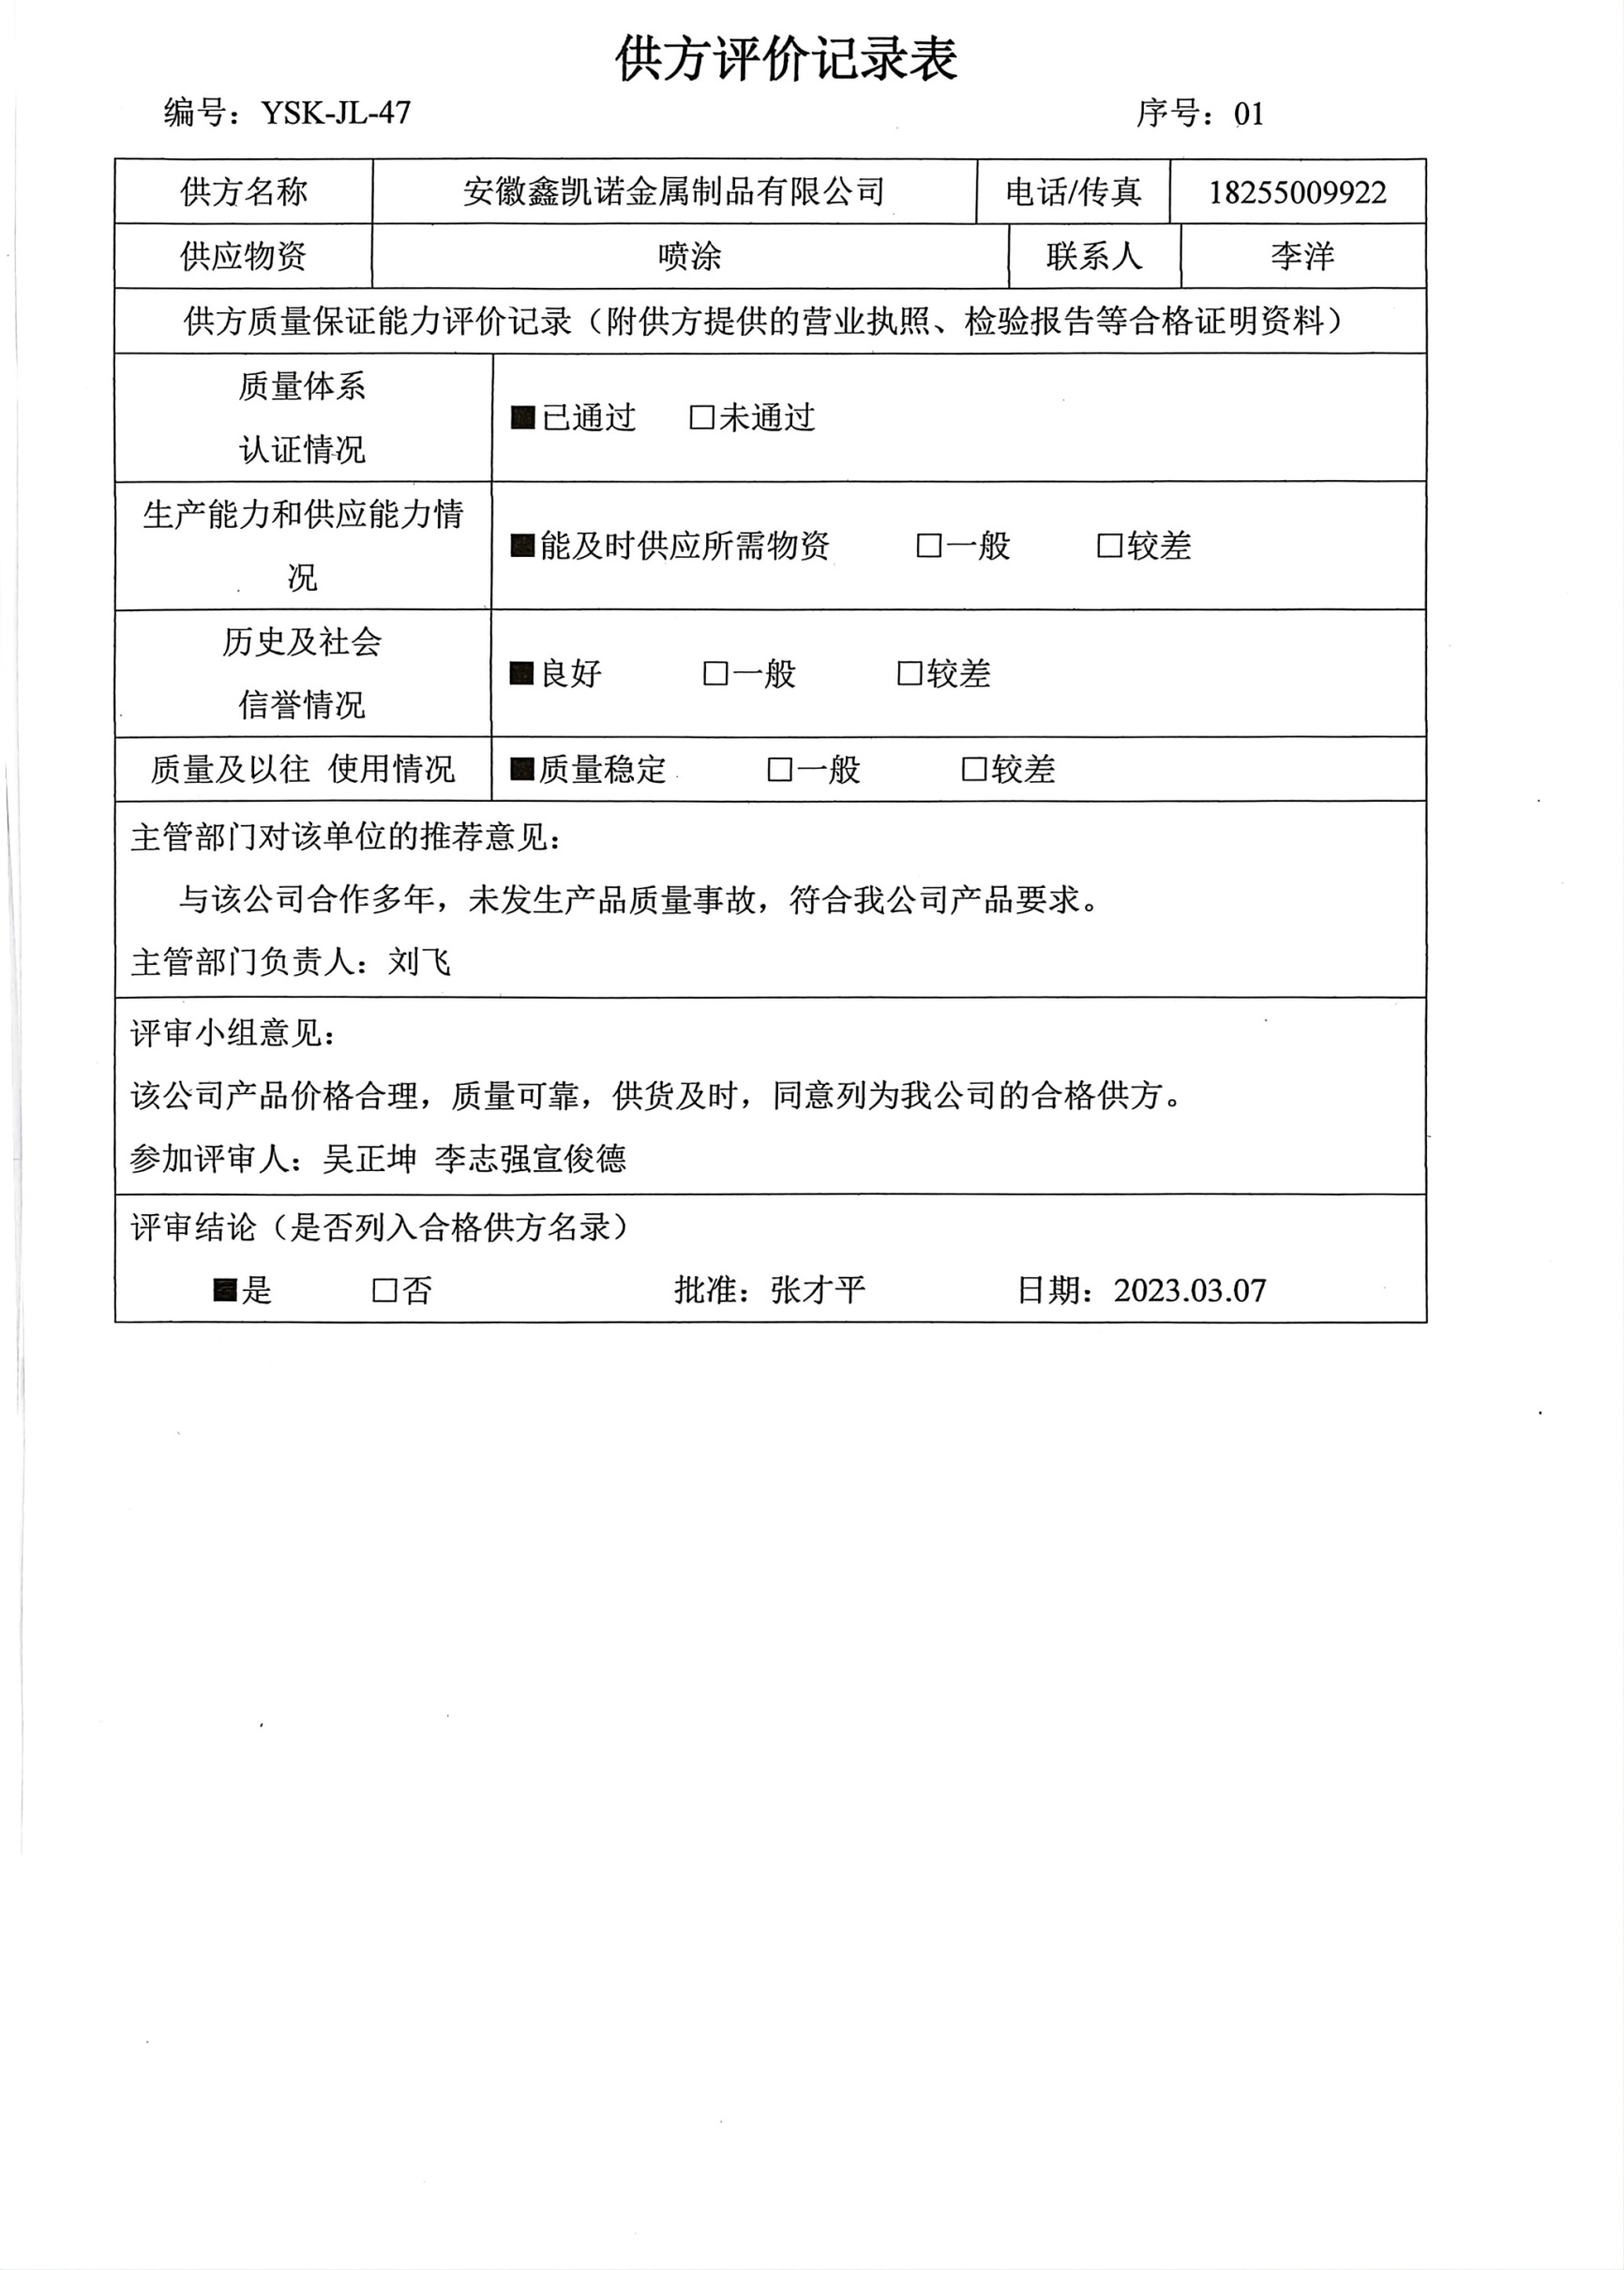 供方评价记录表
编号：YSK-JL-47 序号：01
供方名称 安徽鑫凯诺金属制品有限公司 电话/传真 18255009922
供应物资 喷涂 联系人 李洋
供方质量保证能力评价记录（附供方提供的营业执照、检验报告等合格证明资料）
质量体系
认证情况
■已通过 □未通过
生产能力和供应能力情
况
■能及时供应所需物资 □一般 □较差
历史及社会
信誉情况
■良好 □一般 □较差
质量及以往 使用情况 ■质量稳定 □一般 □较差
主管部门对该单位的推荐意见：
与该公司合作多年，未发生产品质量事故，符合我公司产品要求。
主管部门负责人：刘飞
评审小组意见：
该公司产品价格合理，质量可靠，供货及时，同意列为我公司的合格供方。
参加评审人：吴正坤 李志强宣俊德
评审结论（是否列入合格供方名录）
■是 □否 批准：张才平 日期：2023.03.07